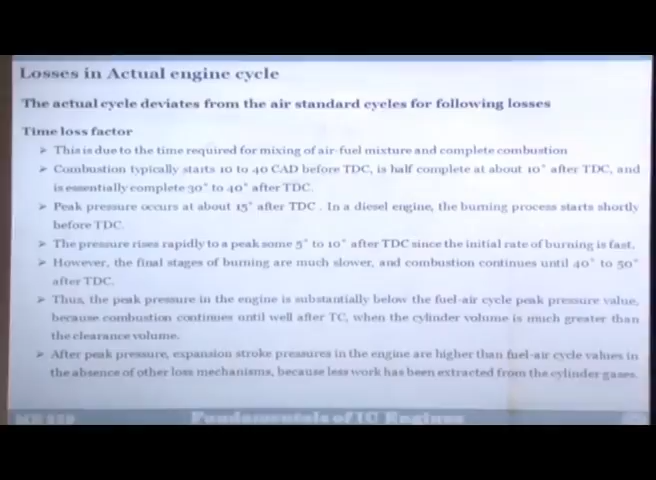 Losses in Actual engine cycle
The actual cycle deviates from the air standard cycles for following losses
Time loss factor
➢ This is due to the time required for mixing of air-fuel mixture and complete combustion
➢ Combustion typically starts 10 to 40 CAD before TDC, is half complete at about 10° after TDC, and
is essentially complete 30° to 40° after TDC.
➢ Peak pressure occurs at about 15° after TDC . In a diesel engine, the burning process starts shortly
before TDC.
➢ The pressure rises rapidly to a peak some 5° to 10° after TDC since the initial rate of burning is fast.
➢ However, the final stages of burning are much slower, and combustion continues until 40° to 50°
after TDC.
➢ Thus, the peak pressure in the engine is substantially below the fuel-air cycle peak pressure value,
because combustion continues until well after TC, when the cylinder volume is much greater than
the clearance volume.
➢ After peak pressure, expansion stroke pressures in the engine are higher than fuel-air cycle values in
the absence of other loss mechanisms, because less work has been extracted from the cylinder gases.
Fundamentals of IC Engines